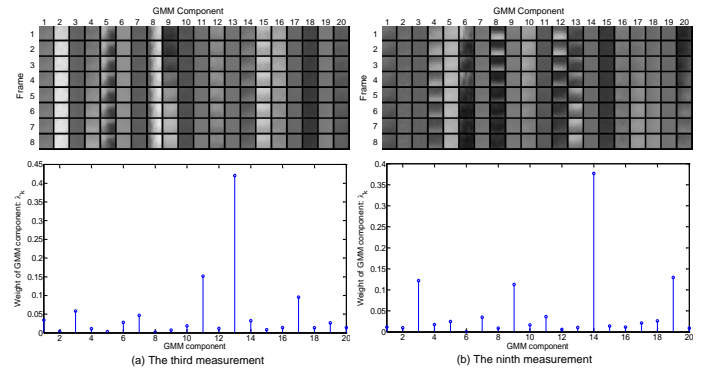 GMM Component
1 2 3 4 5 6 7 8 9 10 11 12 13 14 15 16 17 18 19 20
Frame
1
2
3
4
5
6
7
8
Weight of GMM component: λk
0.45
0.4
0.35
0.3
0.25
0.2
0.15
0.1
0.05
0
2 4 6 8 10 12 14 16 18 20
GMM component
(a) The third measurement
GMM Component
1 2 3 4 5 6 7 8 9 10 11 12 13 14 15 16 17 18 19 20
Frame
1
2
3
4
5
6
7
8
Weight of GMM component: λk
0.4
0.35
0.3
0.25
0.2
0.15
0.1
0.05
0
2 4 6 8 10 12 14 16 18 20
GMM component
(b) The ninth measurement